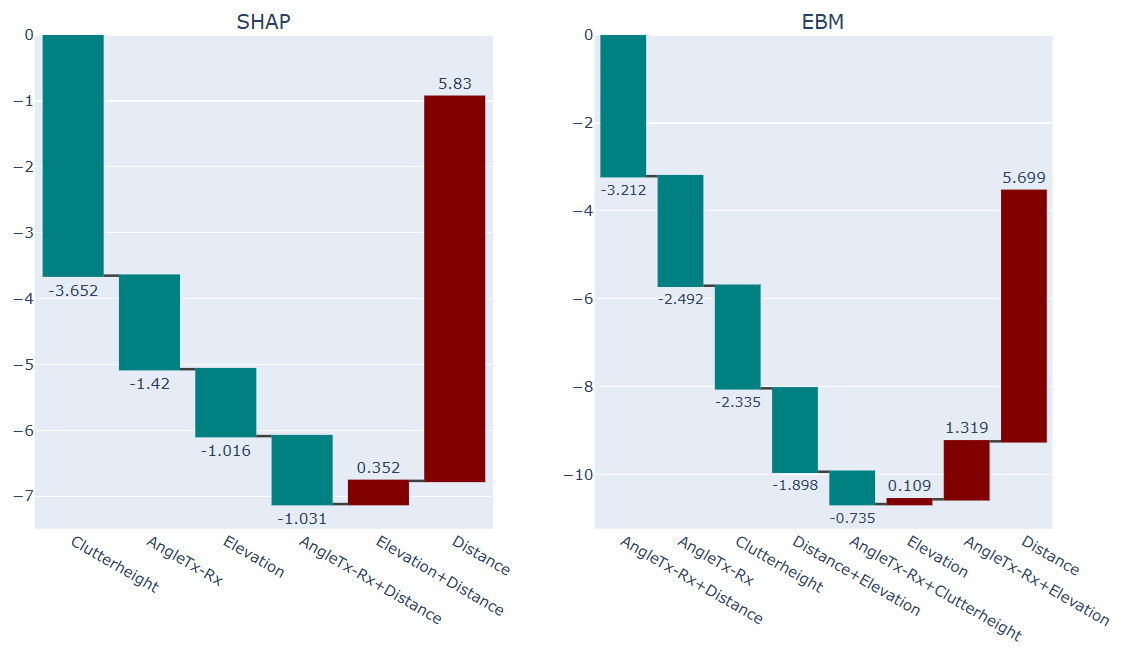 SHAP
0
−1
−2
−3
−4
−5
−6
−7
-3.652
-1.42
-1.016
-1.031
0.352
5.83
Clutterheight
AngleTx-Rx
Elevation
AngleTx-Rx+Distance
Elevation+Distance
Distance
EBM
0
−2
−4
−6
−8
−10
-3.212
-2.492
-2.335
-1.898
-0.735
0.109
1.319
5.699
AngleTx-Rx+Distance
AngleTx-Rx
Clutterheight
Distance+Elevation
AngleTx-Rx+Clutterheight
Elevation
AngleTx-Rx+Elevation
Distance